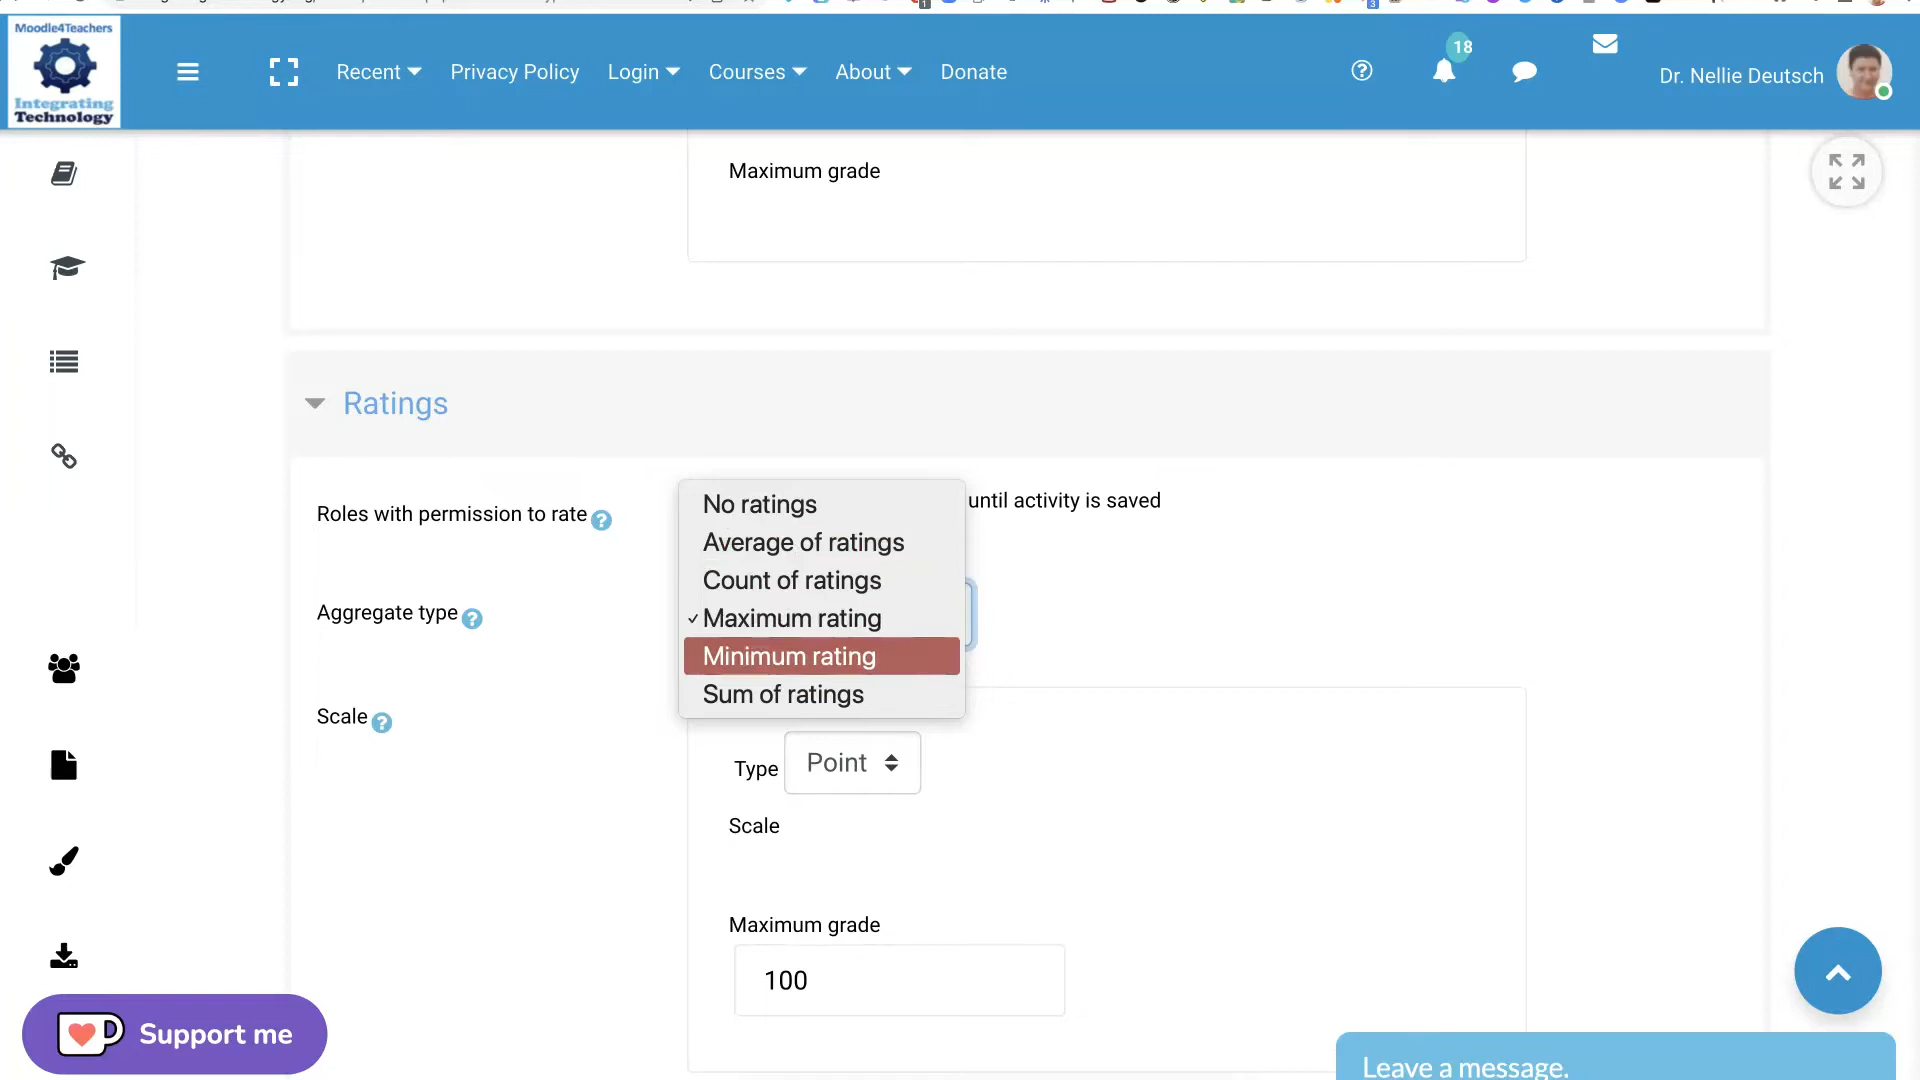 Moodle4Teachers
Integrating
Technology
Recent
Privacy Policy
Login
Courses
About
Donate
18
Dr. Nellie Deutsch
Maximum grade
Ratings
Roles with permission to rate ?
until activity is saved
Aggregate type ?
No ratings
Average of ratings
Count of ratings
✓ Maximum rating
Minimum rating
Sum of ratings
Scale ?
Type
Point
Scale
Maximum grade
100
Support me
Leave a message.